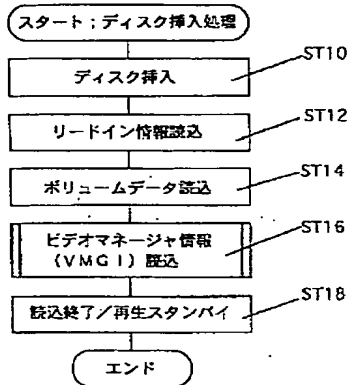 スタート；ディスク挿入処理
ディスク挿入
ST10
リードイン情報読込
ST12
ボリュームデータ読込
ST14
ビデオマネージャ情報
（ＶＭＧＩ）読込
ST16
読込終了／再生スタンバイ
ST18
エンド